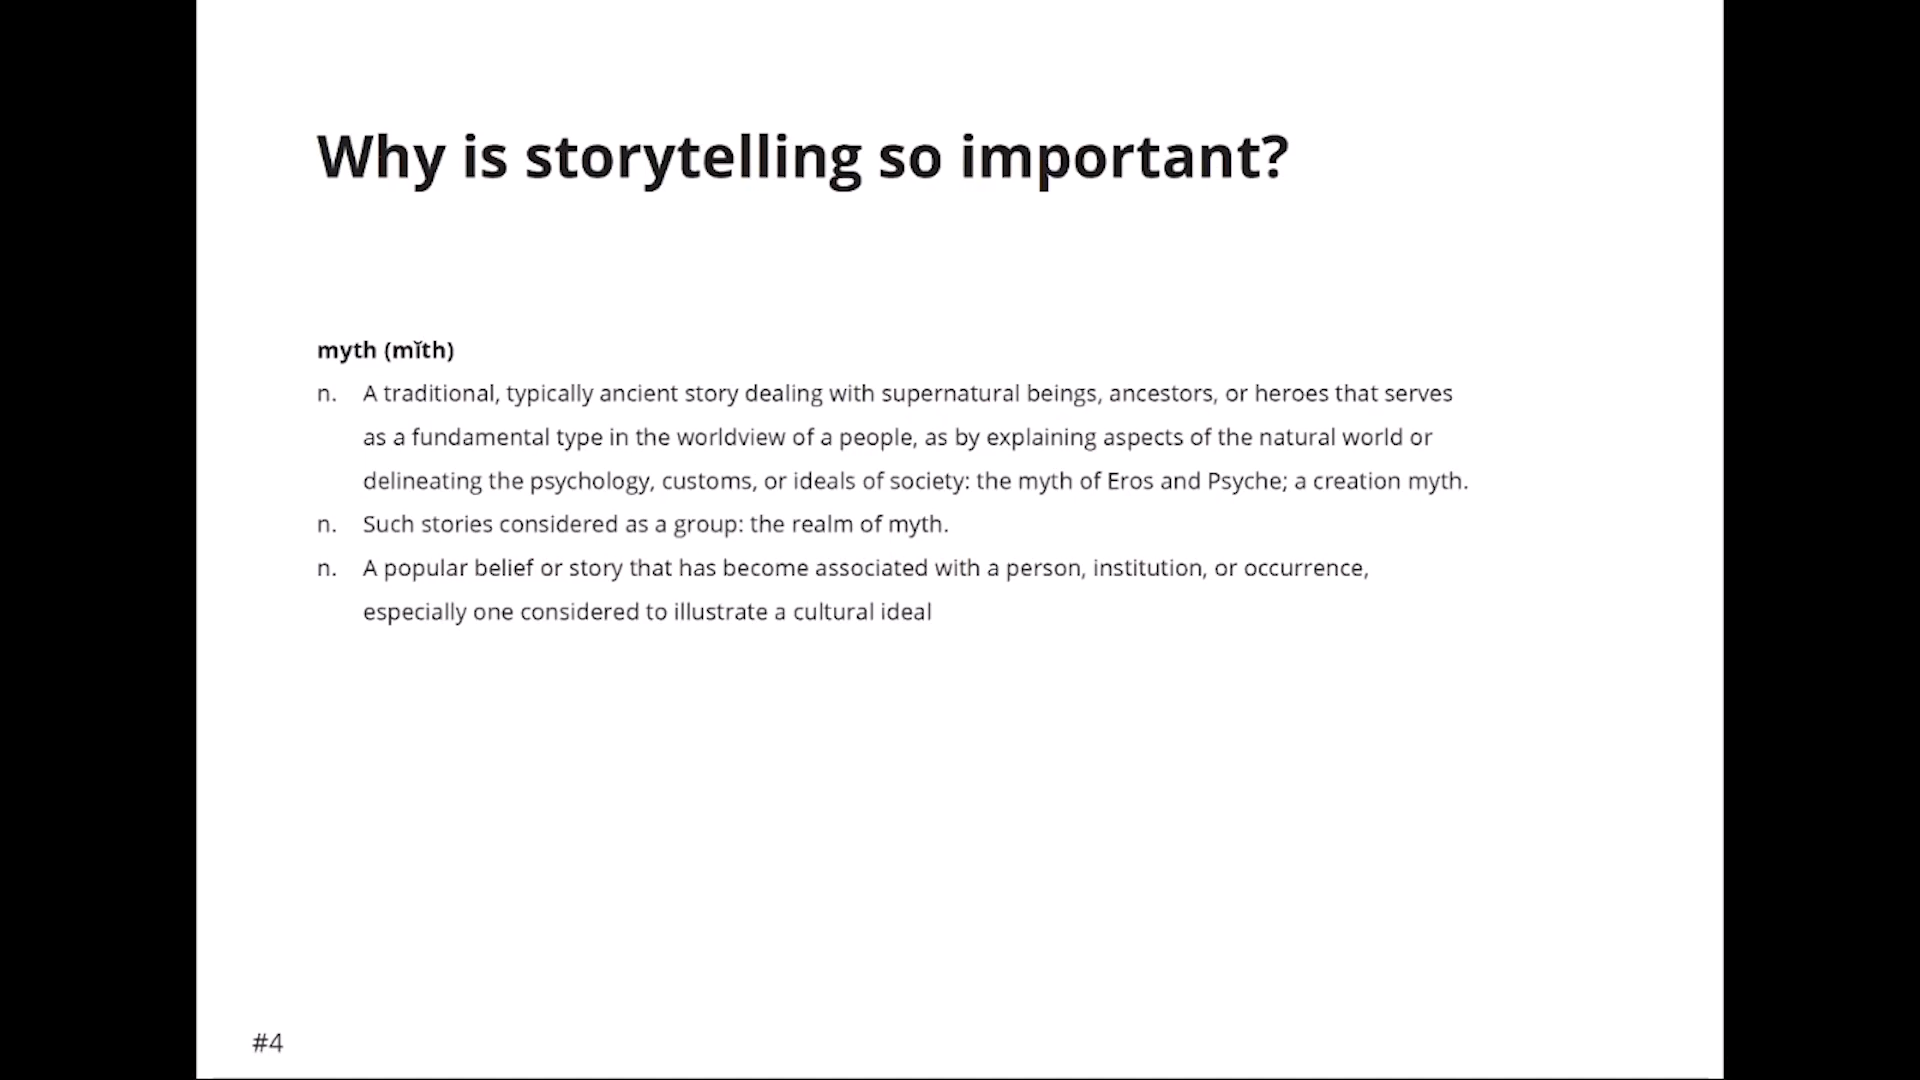 Why is storytelling so important?
myth (mĭth)
n. A traditional, typically ancient story dealing with supernatural beings, ancestors, or heroes that serves
as a fundamental type in the worldview of a people, as by explaining aspects of the natural world or
delineating the psychology, customs, or ideals of society: the myth of Eros and Psyche; a creation myth.
n. Such stories considered as a group: the realm of myth.
n. A popular belief or story that has become associated with a person, institution, or occurrence,
especially one considered to illustrate a cultural ideal
#4